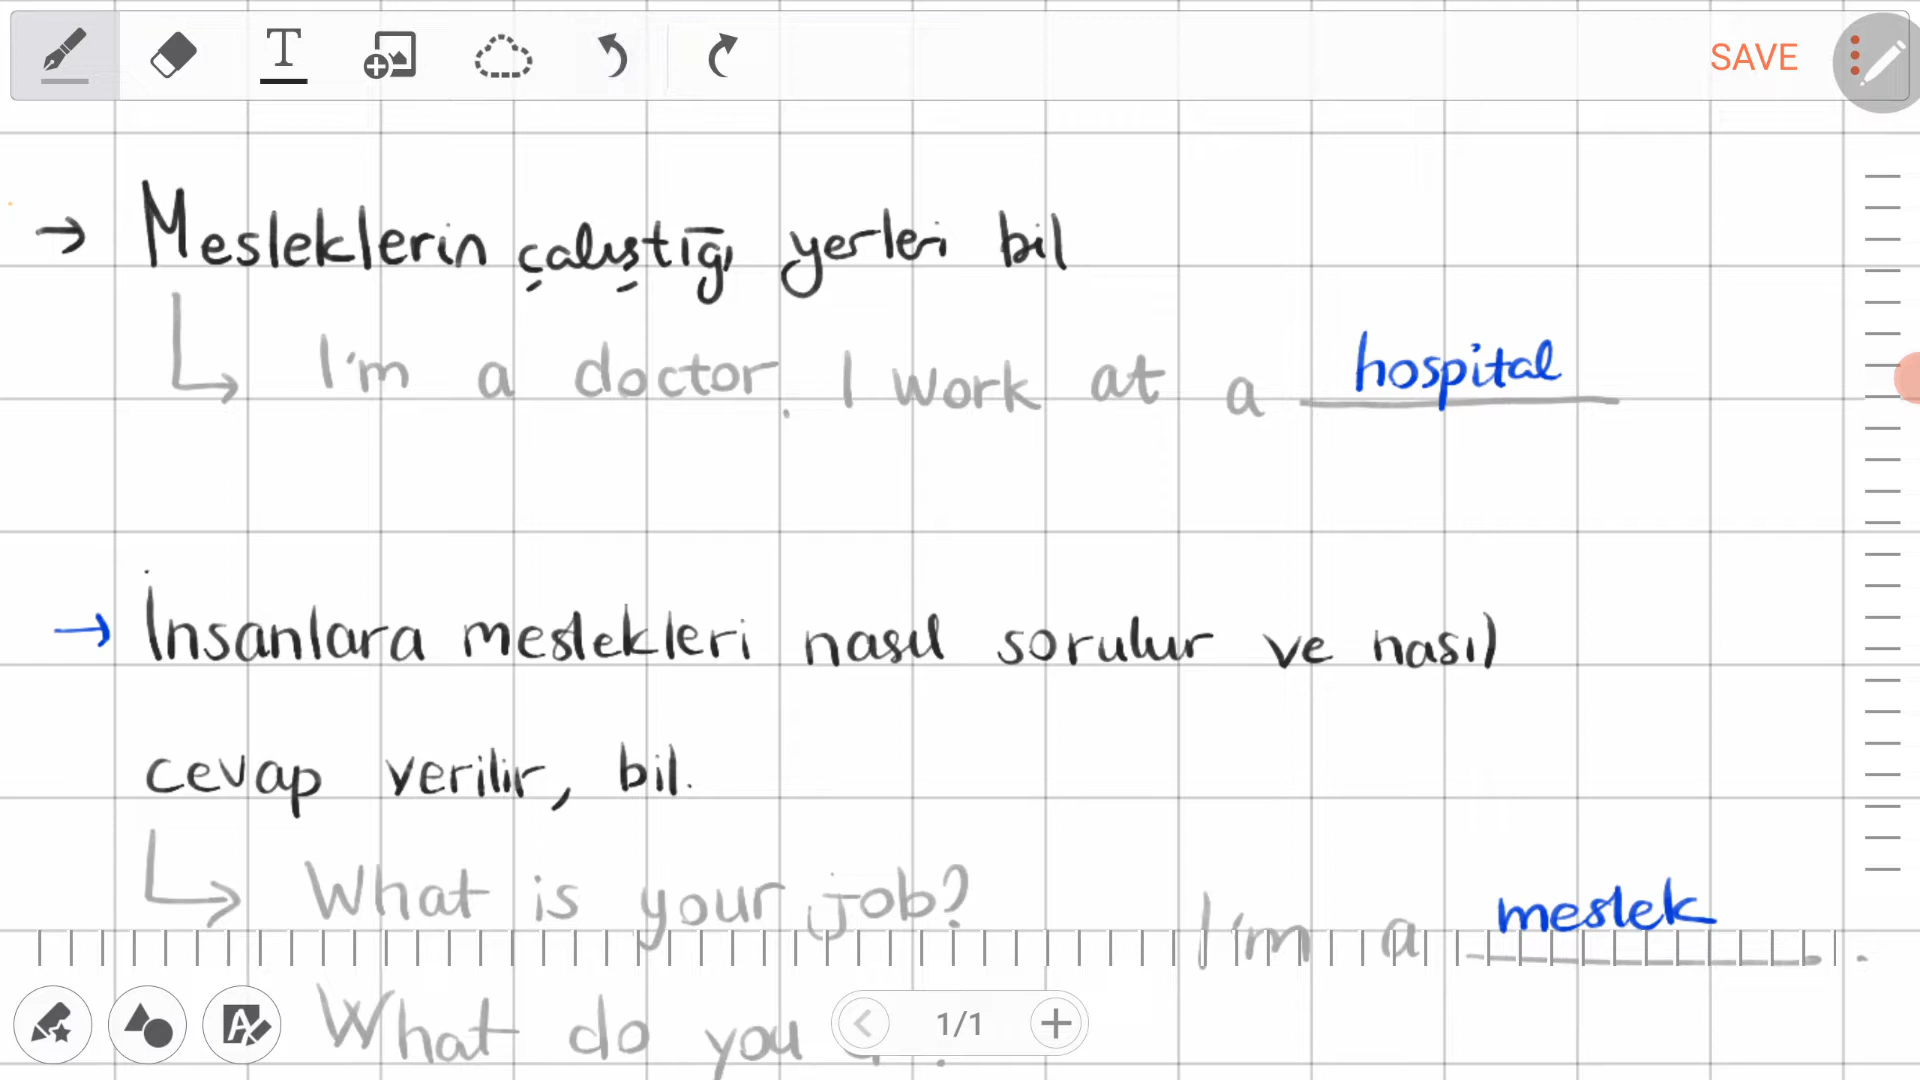 SAVE
→ Mesleklerin çalıştığı yerleri bil
I'm a doctor. I work at a hospital
→ İnsanlara meslekleri nasıl sorulur ve nasıl
cevap verilir, bil.
What is your job? I'm a meslek.
What do you
1/1